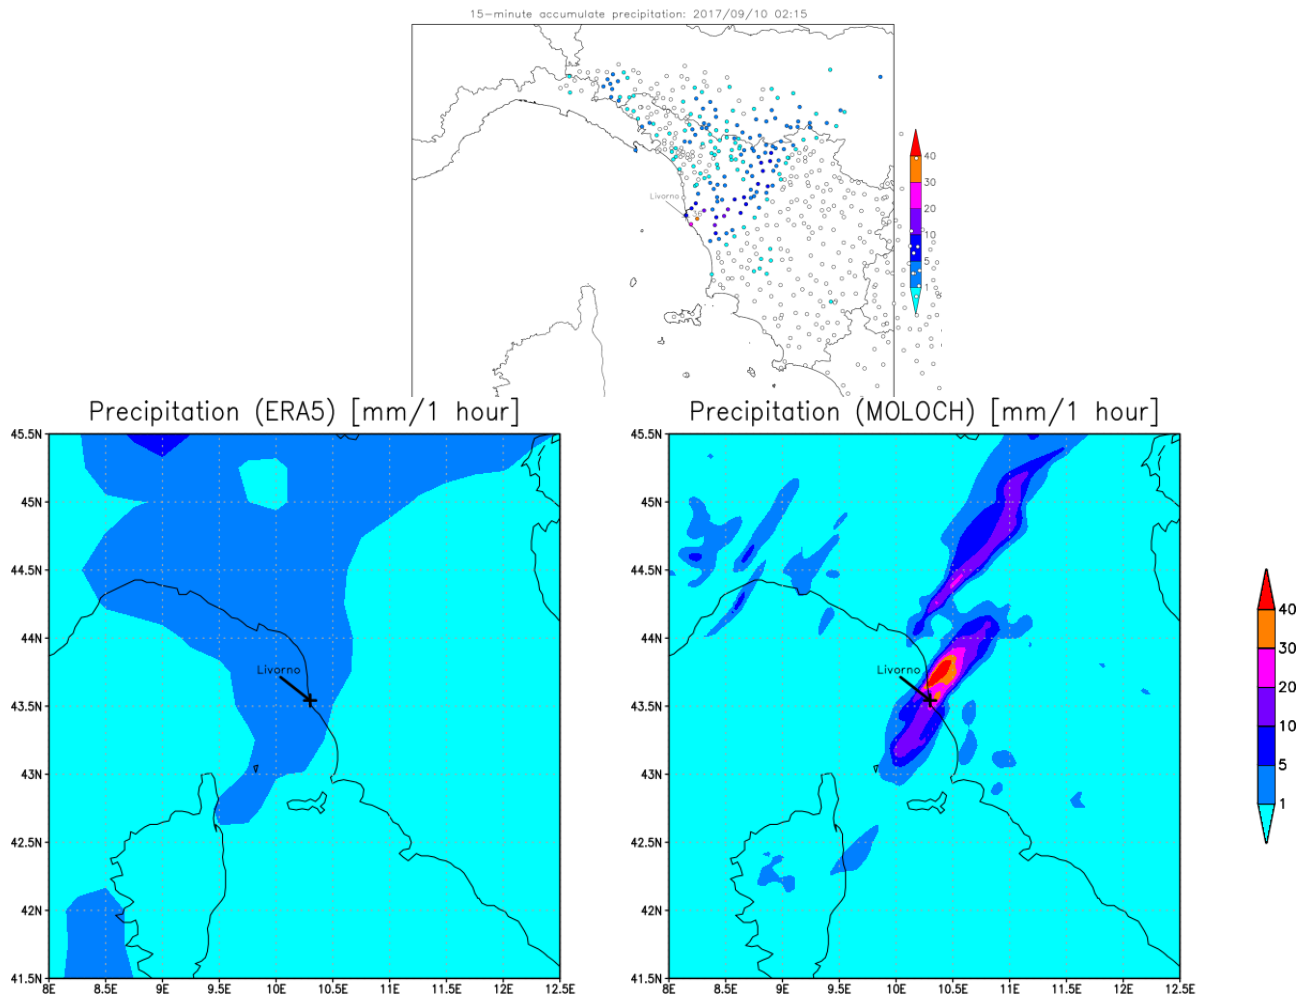 15-minute accumulate precipitation: 2017/09/10 02:15
Livorno
40
30
20
10
5
1
Precipitation (ERA5) [mm/1 hour]
45.5N
45N
44.5N
44N
43.5N
43N
42.5N
42N
41.5N
Livorno
8E
8.5E
9E
9.5E
10E
10.5E
11E
11.5E
12E
12.5E
Precipitation (MOLOCH) [mm/1 hour]
45.5N
45N
44.5N
44N
43.5N
43N
42.5N
42N
41.5N
Livorno
8E
8.5E
9E
9.5E
10E
10.5E
11E
11.5E
12E
12.5E
40
30
20
10
5
1